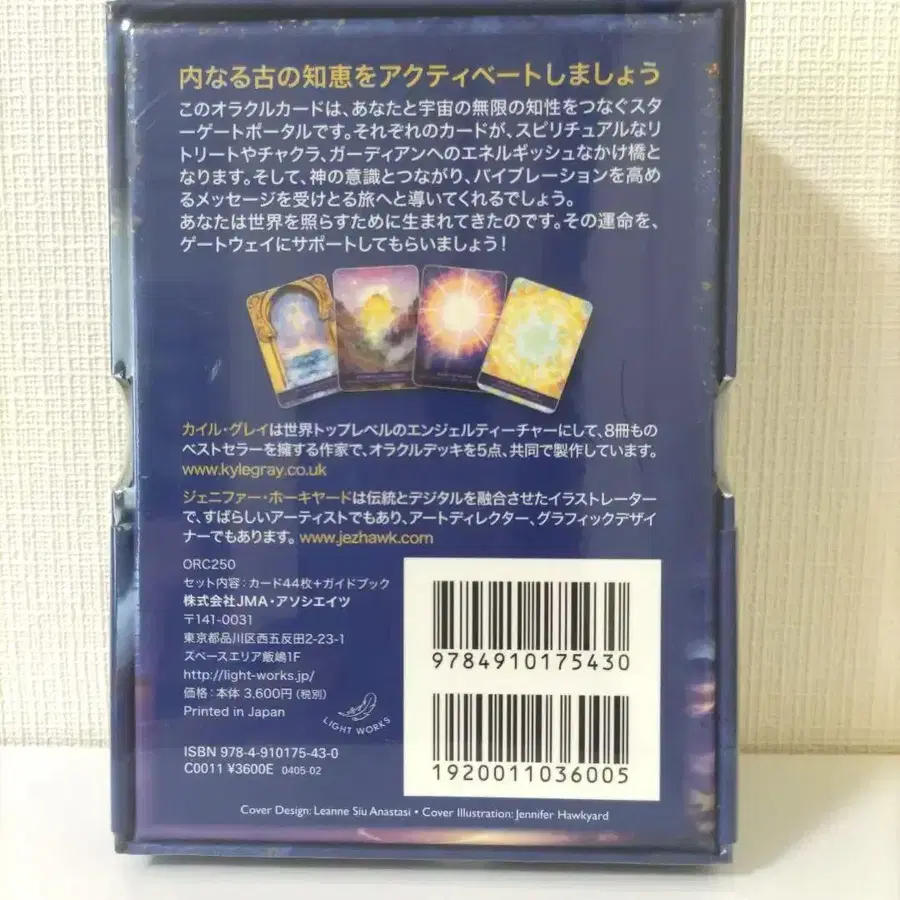 内なる古の知恵をアクティベートしましょう
このオラクルカードは、あなたと宇宙の無限の知性をつなぐスタ
ーゲートポータルです。それぞれのカードが、スピリチュアルなリ
トリートやチャクラ、ガーディアンへのエネルギッシュなかけ橋と
なります。そして、神の意識とつながり、バイブレーションを高め
るメッセージを受けとる旅へと導いてくれるでしょう。
あなたは世界を照らすために生まれてきたのです。その運命を、
ゲートウェイにサポートしてもらいましょう!
カイル・グレイは世界トップレベルのエンジェルティーチャーにして、8冊もの
ベストセラーを擁する作家で、オラクルデッキを5点、共同で製作しています。
www.kylegray.co.uk
ジェニファー・ホーキヤードは伝統とデジタルを融合させたイラストレーター
で、すばらしいアーティストでもあり、アートディレクター、グラフィックデザイ
ナーでもあります。 www.jezhawk.com
ORC250
セット内容:カード44枚+ガイドブック
株式会社JMA・アソシエイツ
〒141-0031
東京都品川区西五反田2-23-1
スペースエリア飯嶋1F
http://light-works.jp/
価格:本体 3,600円(税別)
Printed in Japan
LIGHT WORKS
ISBN 978-4-910175-43-0
C0011 ¥3600E 0405-02
9784910175430
1920011036005
Cover Design: Leanne Siu Anastasi • Cover Illustration: Jennifer Hawkyard